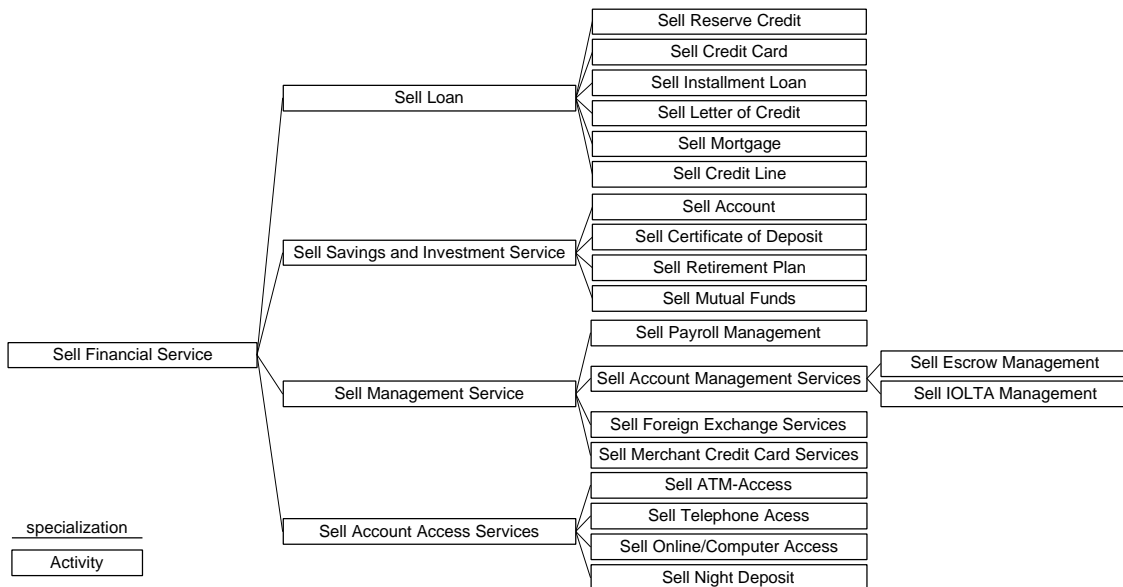 Sell Reserve Credit
Sell Credit Card
Sell Loan
Sell Installment Loan
Sell Letter of Credit
Sell Mortgage
Sell Credit Line
Sell Account
Sell Savings and Investment Service
Sell Certificate of Deposit
Sell Retirement Plan
Sell Mutual Funds
Sell Payroll Management
Sell Financial Service
Sell Escrow Management
Sell Management Service
Sell Account Management Services
Sell IOLTA Management
Sell Foreign Exchange Services
Sell Merchant Credit Card Services
Sell ATM-Access
Sell Account Access Services
Sell Telephone Acess
Sell Online/Computer Access
Sell Night Deposit
specialization
Activity